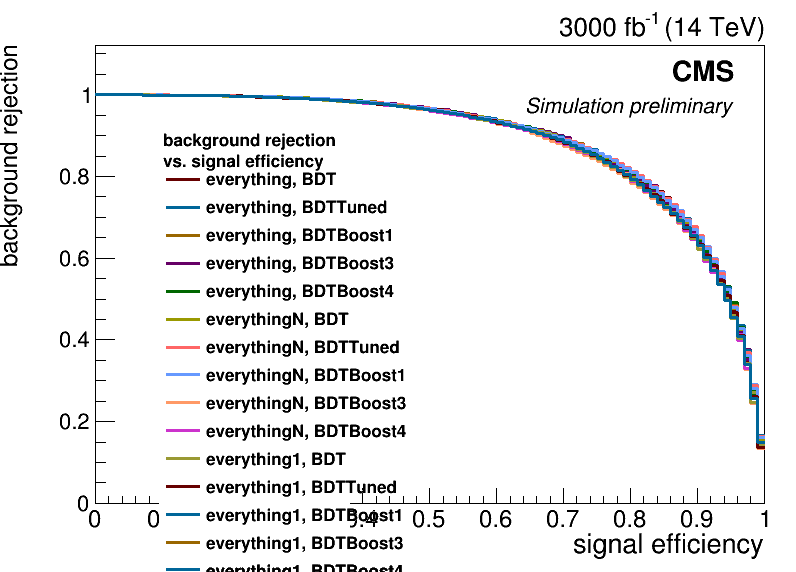 3000 fb-1 (14 TeV)
CMS
Simulation preliminary
background rejection
1
0.8
0.6
0.4
0.2
0
background rejection
vs. signal efficiency
everything, BDT
everything, BDTTuned
everything, BDTBoost1
everything, BDTBoost3
everything, BDTBoost4
everythingN, BDT
everythingN, BDTTuned
everythingN, BDTBoost1
everythingN, BDTBoost3
everythingN, BDTBoost4
everything1, BDT
everything1, BDTTuned
everything1, BDTBoost1
everything1, BDTBoost3
everything1, BDTBoost4
0 0.5 0.6 0.7 0.8 0.9 1
signal efficiency